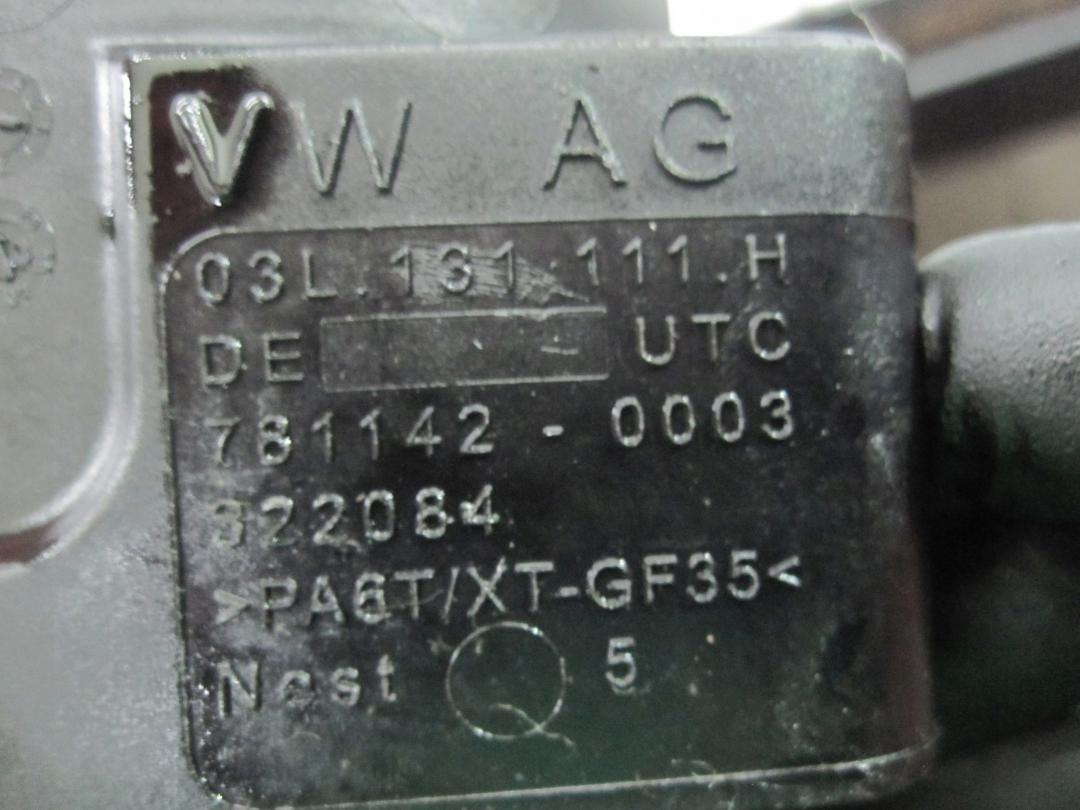 VW AG
03L.131.111.H
DE UTC
781142 - 0003
322084
>PA6T/XT-GF35<
Nest 5